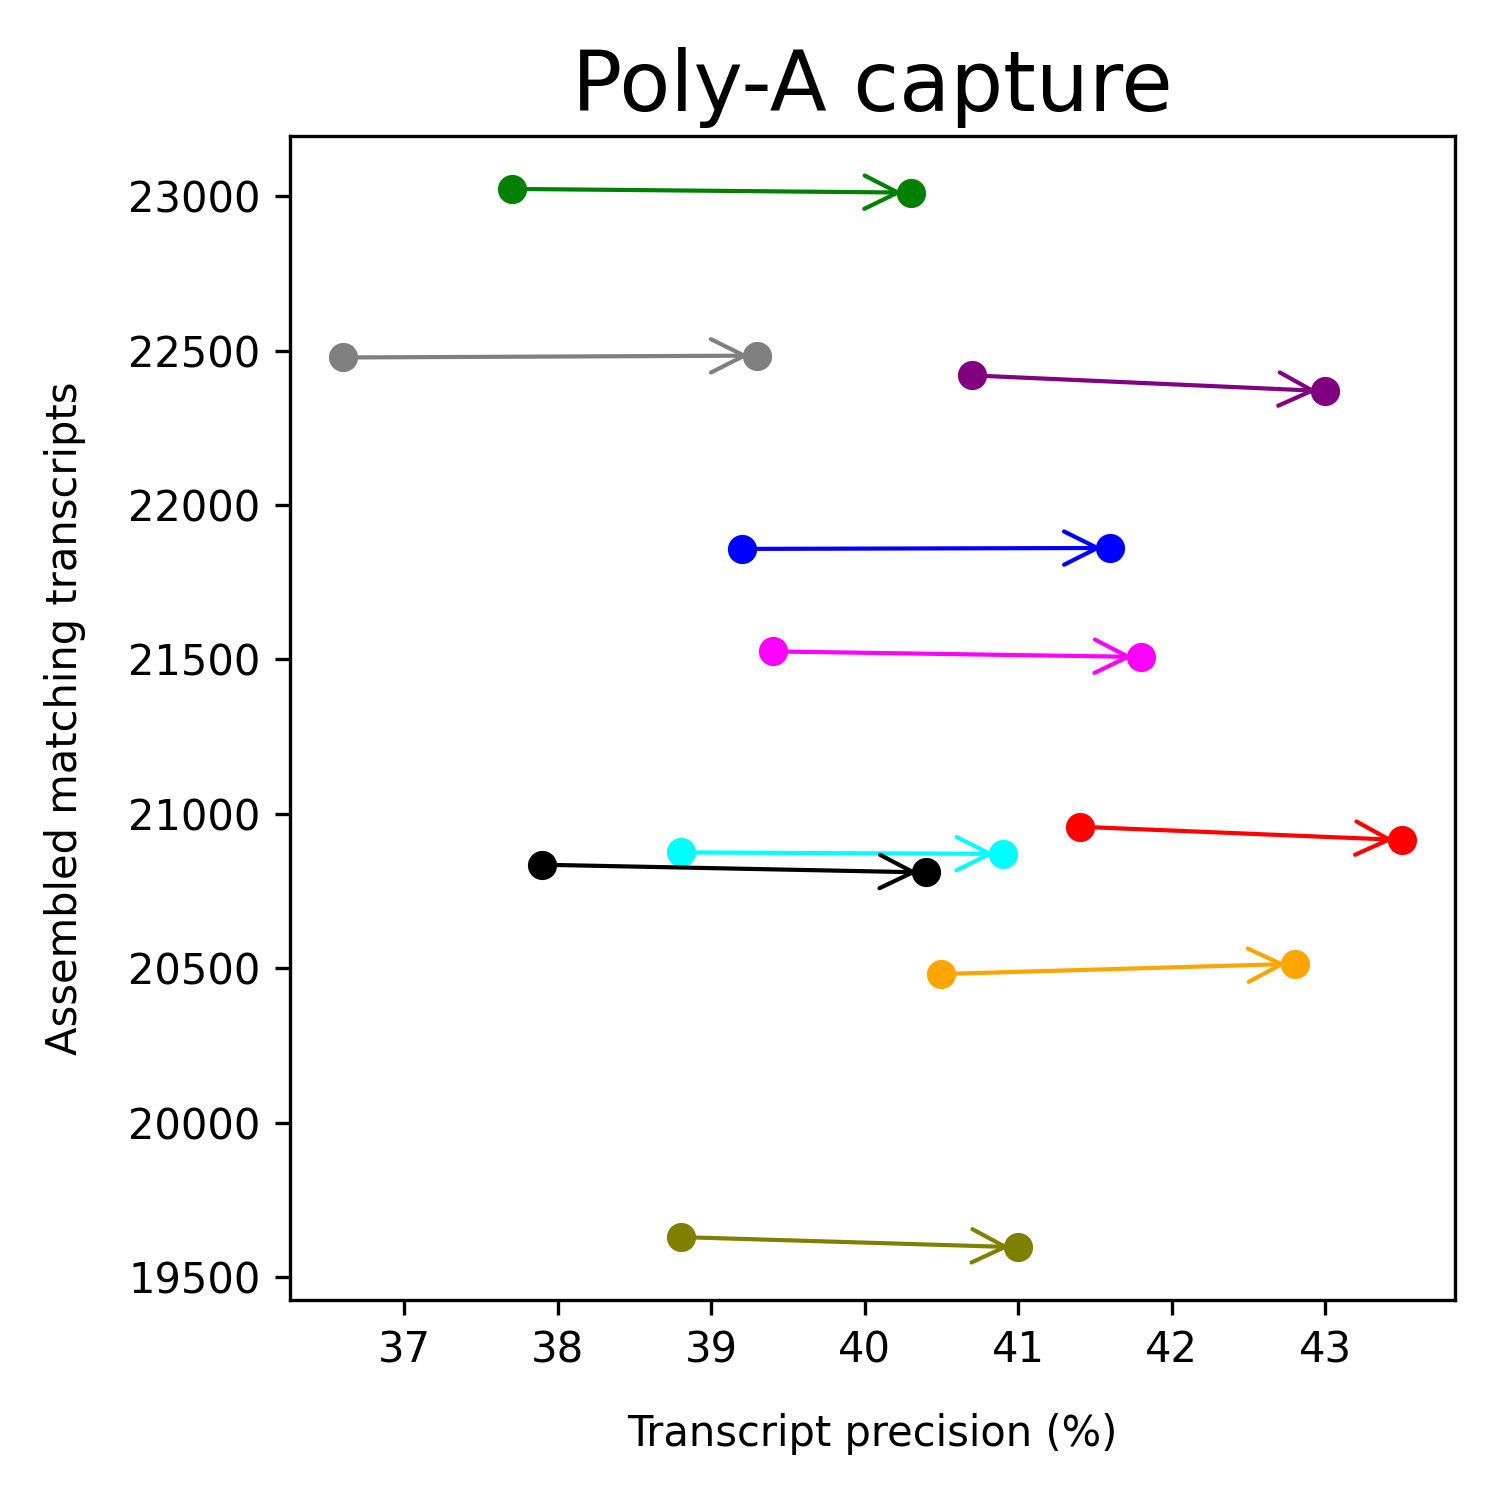 Poly-A capture
Assembled matching transcripts
23000
22500
22000
21500
21000
20500
20000
19500
37 38 39 40 41 42 43
Transcript precision (%)